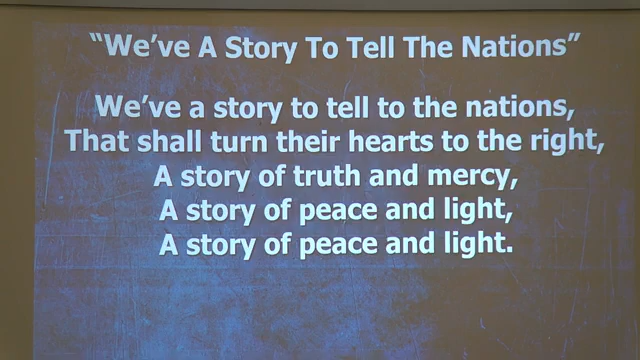 “We’ve A Story To Tell The Nations”
We’ve a story to tell to the nations,
That shall turn their hearts to the right,
A story of truth and mercy,
A story of peace and light,
A story of peace and light.